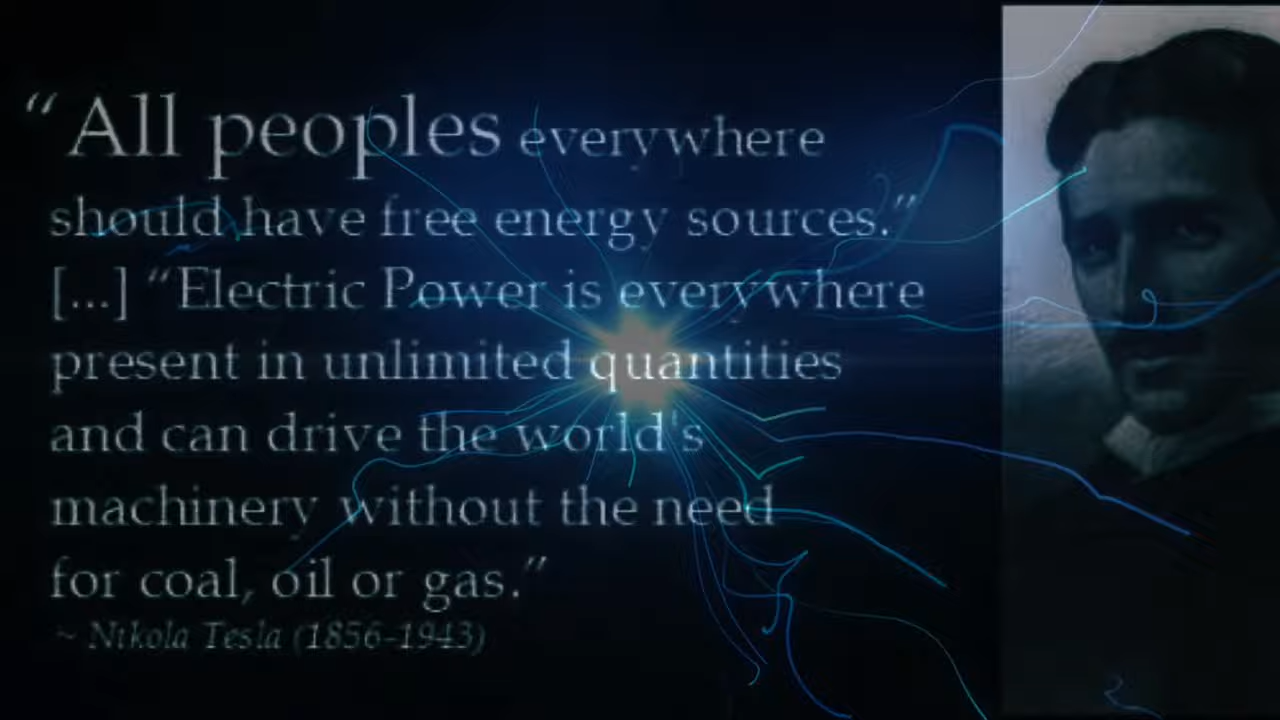 “All peoples everywhere
should have free energy sources.”
[...] “Electric Power is everywhere
present in unlimited quantities
and can drive the world's
machinery without the need
for coal, oil or gas.”
~ Nikola Tesla (1856-1943)